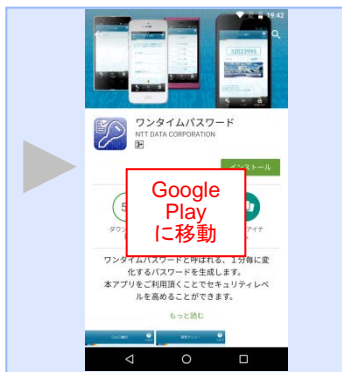 19:42
32023995
ワンタイムパスワード
NTT DATA CORPORATION
3+
インストール
Google
Play
に移動
ワンタイムパスワードと呼ばれる、1分毎に変
化するパスワードを生成します。
本アプリをご利用頂くことでセキュリティレベ
ルを高めることができます。
もっと読む